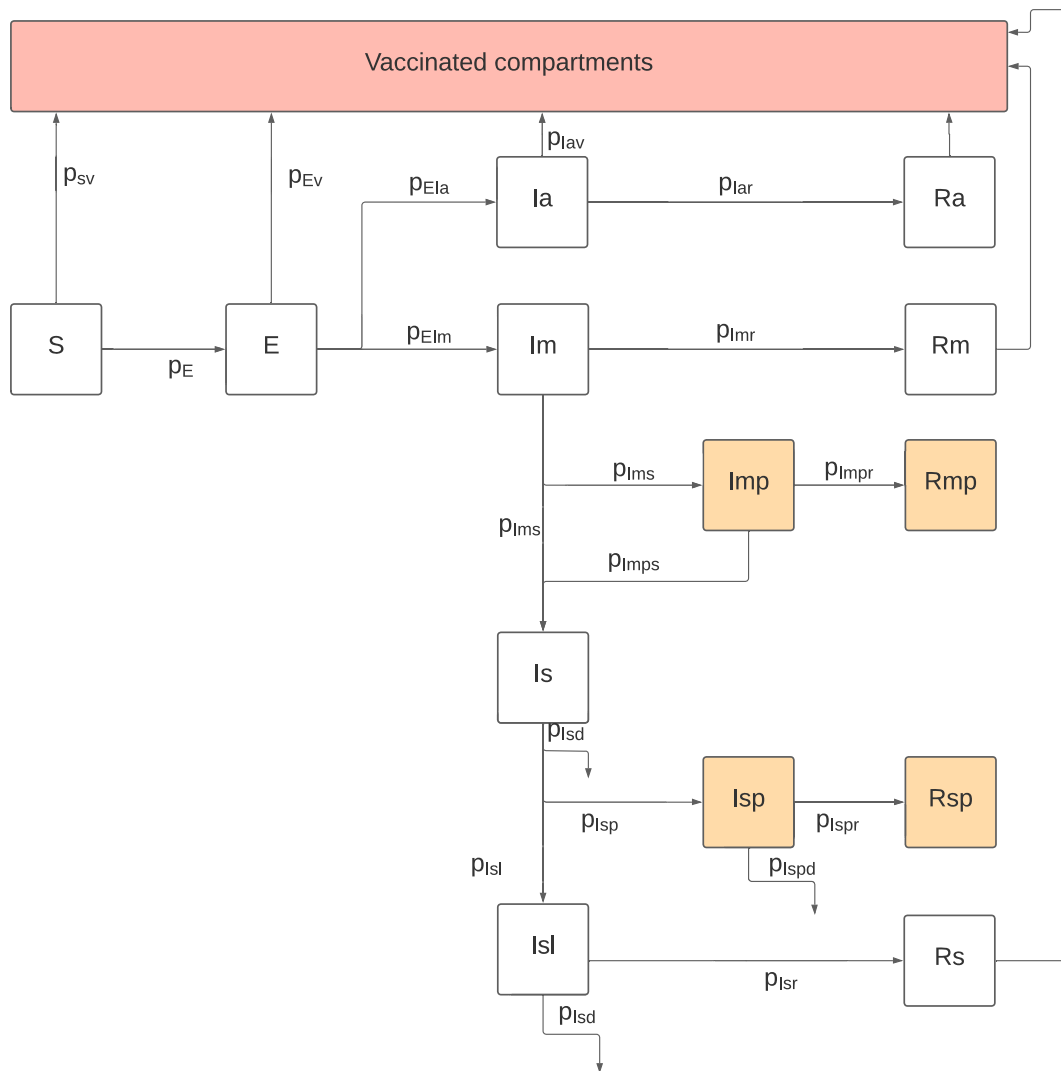 Vaccinated compartments
pIav
psv
pEv
pEIa
Ia
pIar
Ra
S
pE
E
pEIm
Im
pImr
Rm
pIms
Imp
pImpr
Rmp
pIms
pImps
Is
pIsd
Isp
Rsp
pIsp
pIspr
pIsl
pIspd
Isl
Rs
pIsr
pIsd